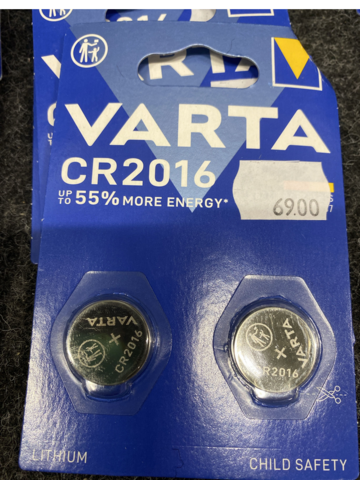 VARTA
CR2016
UP TO 55% MORE ENERGY*
69.00
VARTA
+
CR2016
VARTA
+
CR2016
LITHIUM
CHILD SAFETY